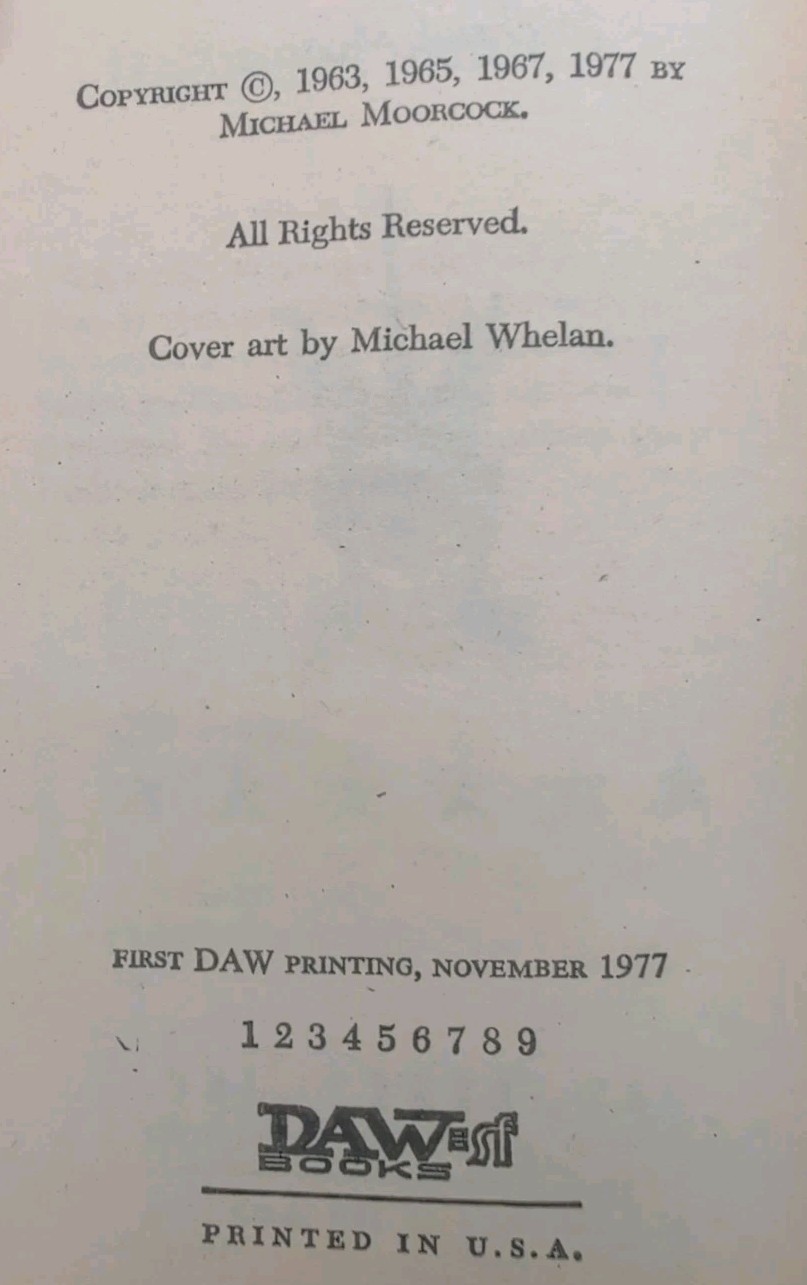 COPYRIGHT ©, 1963, 1965, 1967, 1977 BY
MICHAEL MOORCOCK.
All Rights Reserved.
Cover art by Michael Whelan.
FIRST DAW PRINTING, NOVEMBER 1977
1 2 3 4 5 6 7 8 9
DAW sf
BOOKS
PRINTED IN U.S.A.